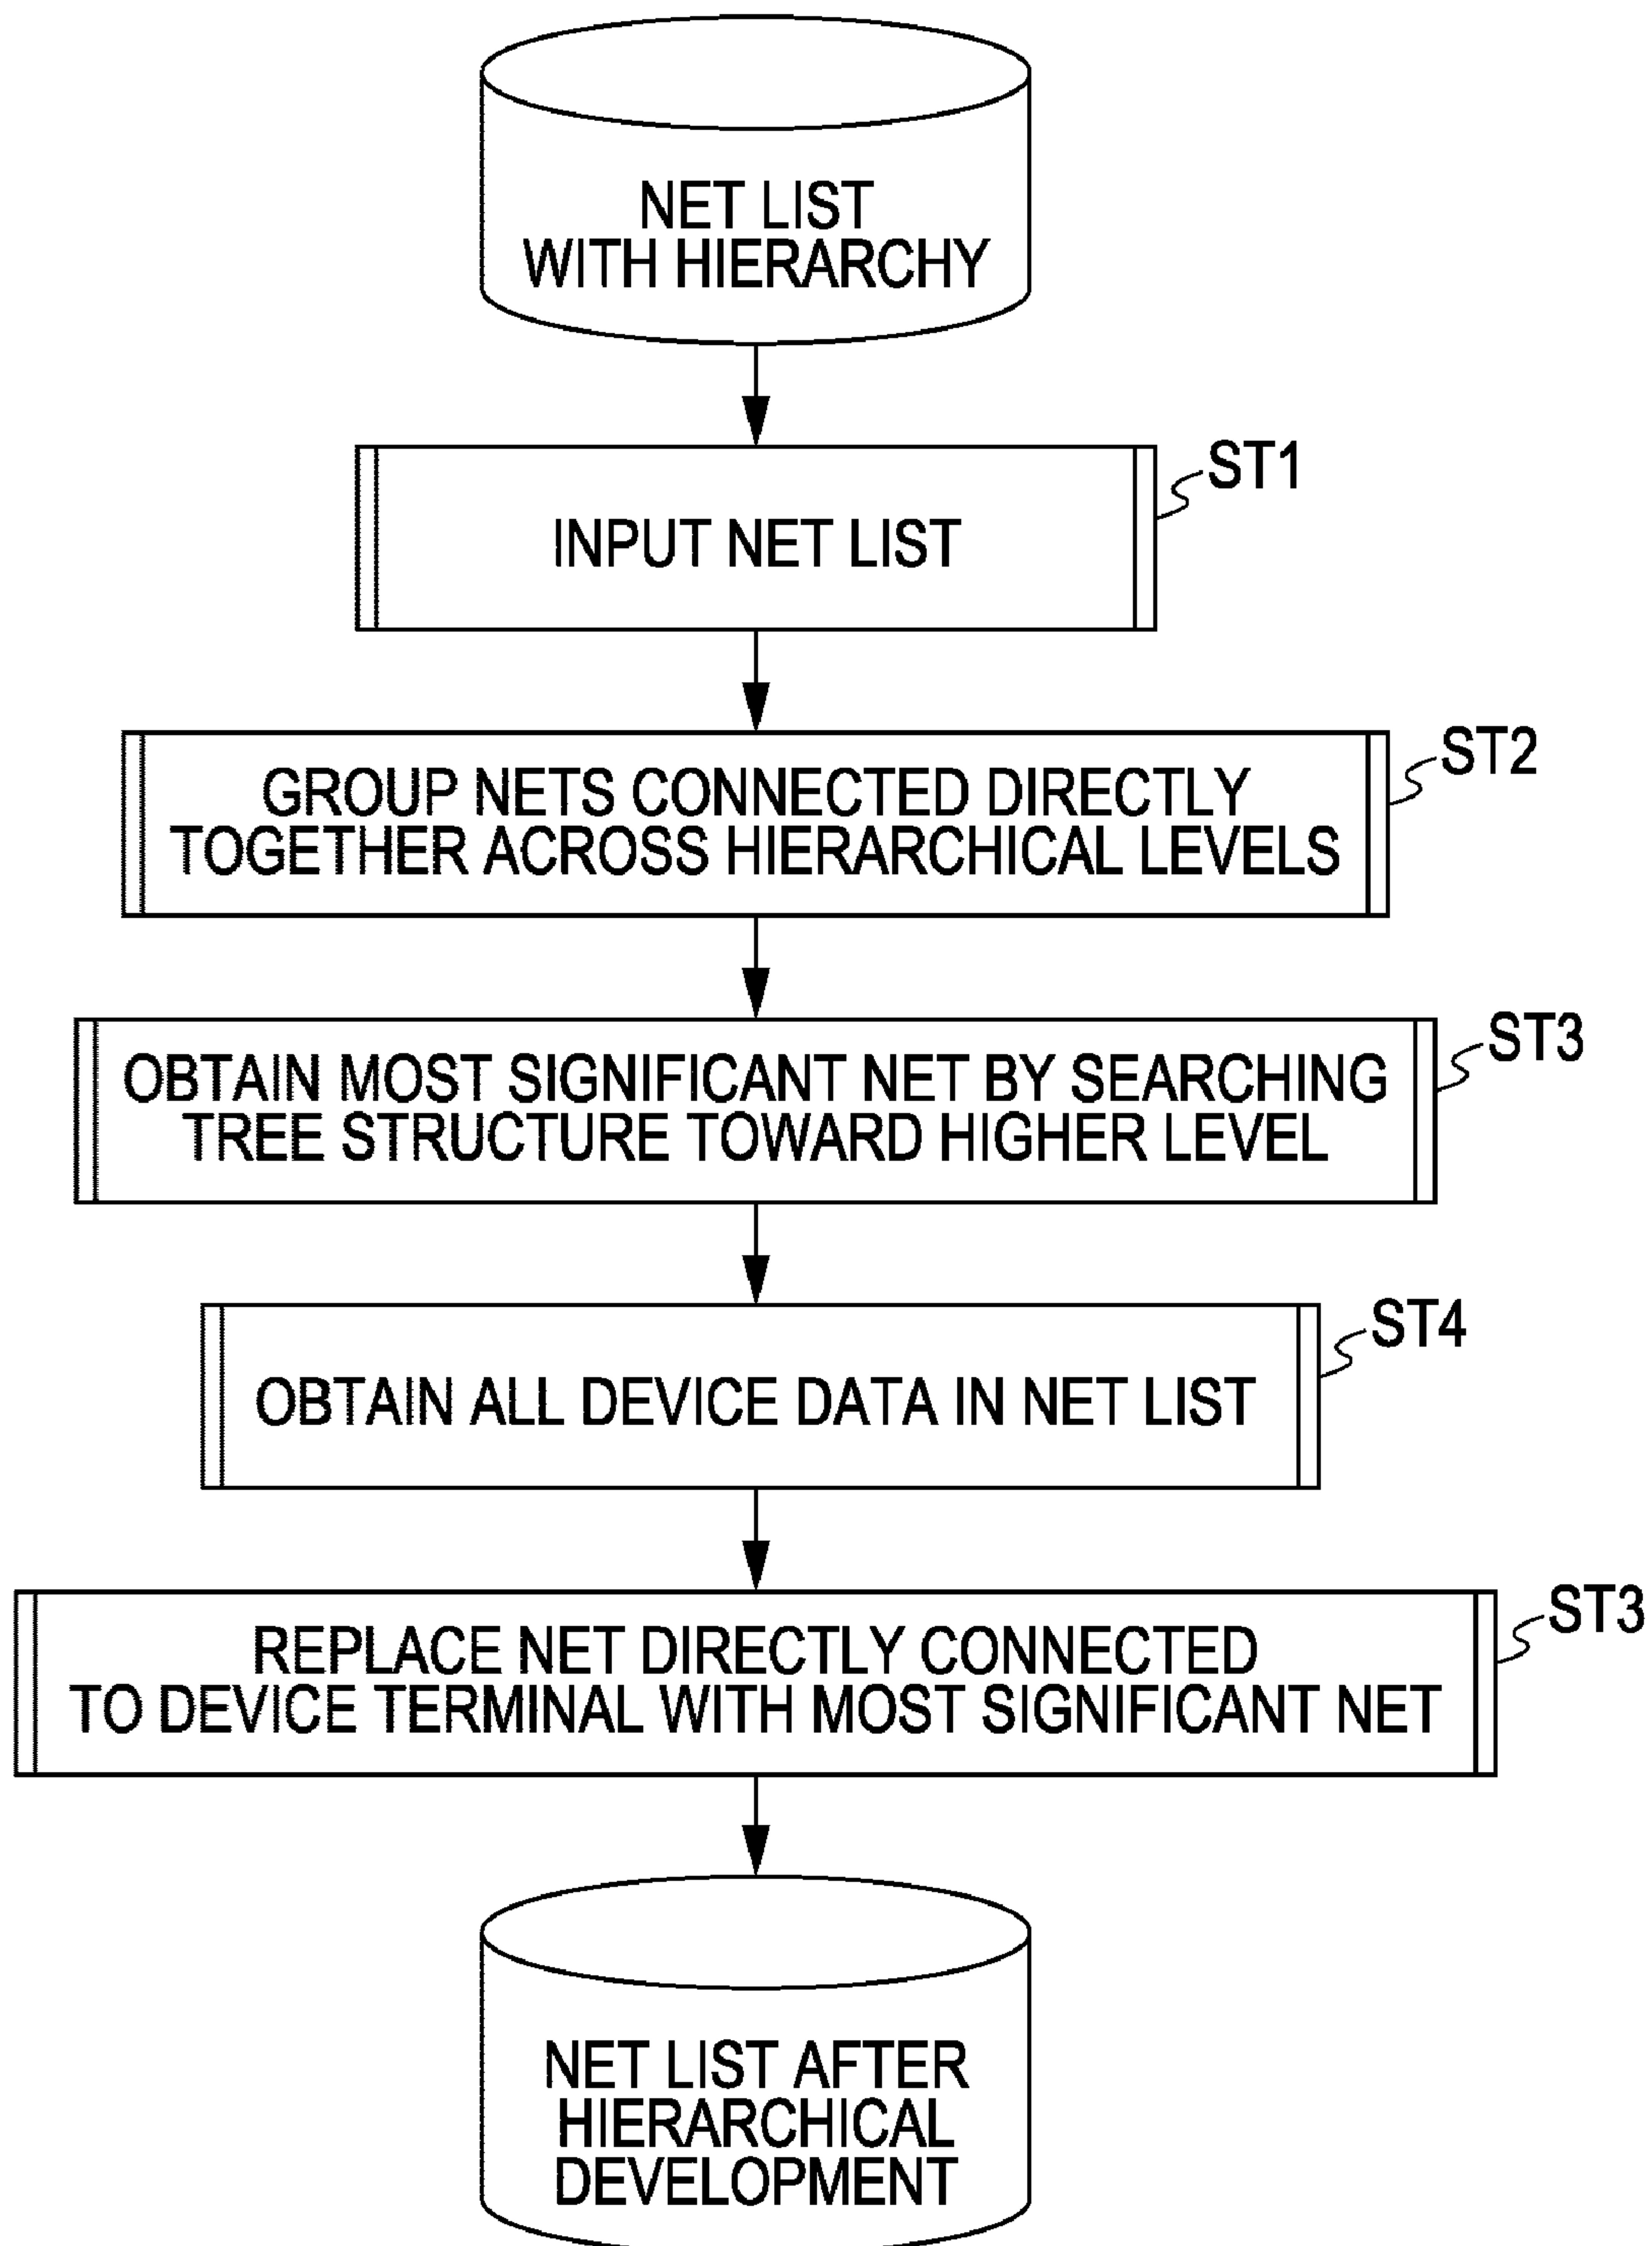 NET LIST
WITH HIERARCHY
ST1
INPUT NET LIST
ST2
GROUP NETS CONNECTED DIRECTLY
TOGETHER ACROSS HIERARCHICAL LEVELS
ST3
OBTAIN MOST SIGNIFICANT NET BY SEARCHING
TREE STRUCTURE TOWARD HIGHER LEVEL
ST4
OBTAIN ALL DEVICE DATA IN NET LIST
ST3
REPLACE NET DIRECTLY CONNECTED
TO DEVICE TERMINAL WITH MOST SIGNIFICANT NET
NET LIST AFTER
HIERARCHICAL
DEVELOPMENT